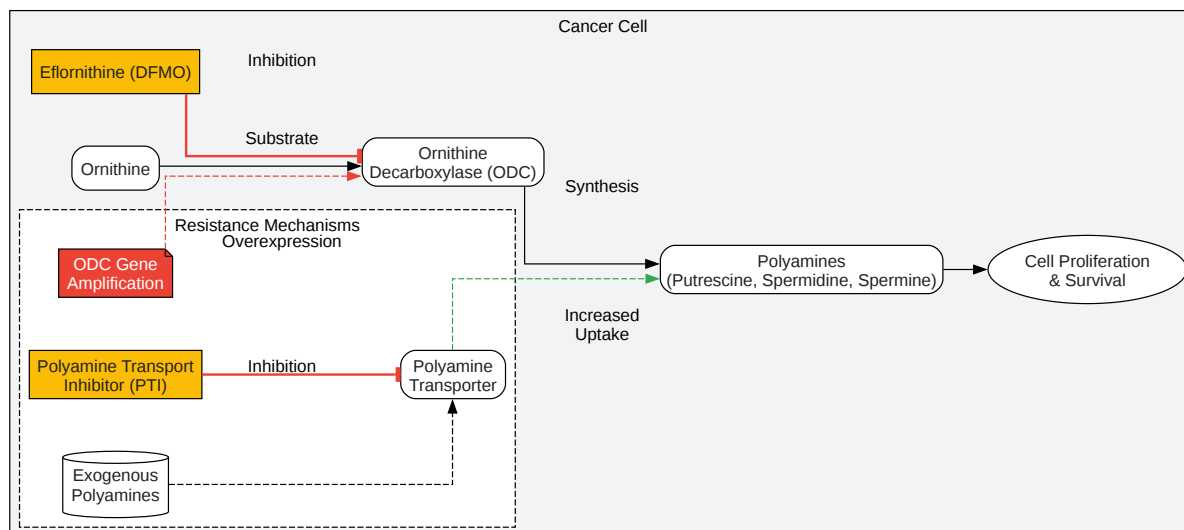 Cancer Cell
Eflornithine (DFMO)
Inhibition
Substrate
Ornithine
Ornithine
Decarboxylase (ODC)
Synthesis
Resistance Mechanisms
Overexpression
ODC Gene
Amplification
Polyamines
(Putrescine, Spermidine, Spermine)
Cell Proliferation
& Survival
Increased
Uptake
Polyamine Transport
Inhibitor (PTI)
Inhibition
Polyamine
Transporter
Exogenous
Polyamines